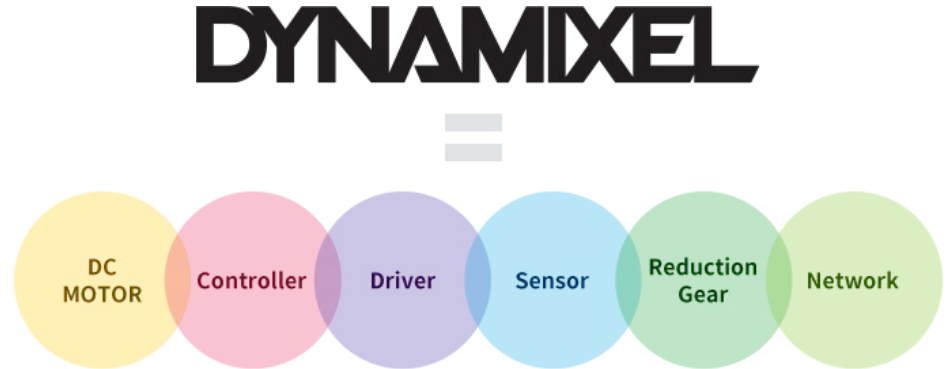 DYNAMIXEL
=
DC
MOTOR
Controller
Driver
Sensor
Reduction
Gear
Network